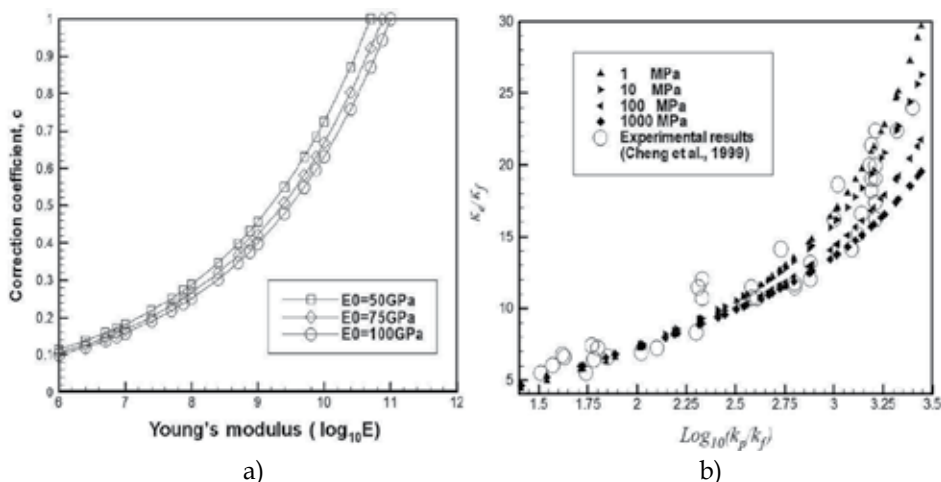 Correction coefficient, c
1
0.9
0.8
0.7
0.6
0.5
0.4
0.3
0.2
0.1
0
6 7 8 9 10 11 12
Young's modulus ( log10E)
E0=50GPa
E0=75GPa
E0=100GPa
a)
κe/κf
30
25
20
15
10
5
1.5 1.75 2 2.25 2.5 2.75 3 3.25 3.5
Log10(kp/kf)
1 MPa
10 MPa
100 MPa
1000 MPa
Experimental results
(Cheng et al., 1999)
b)